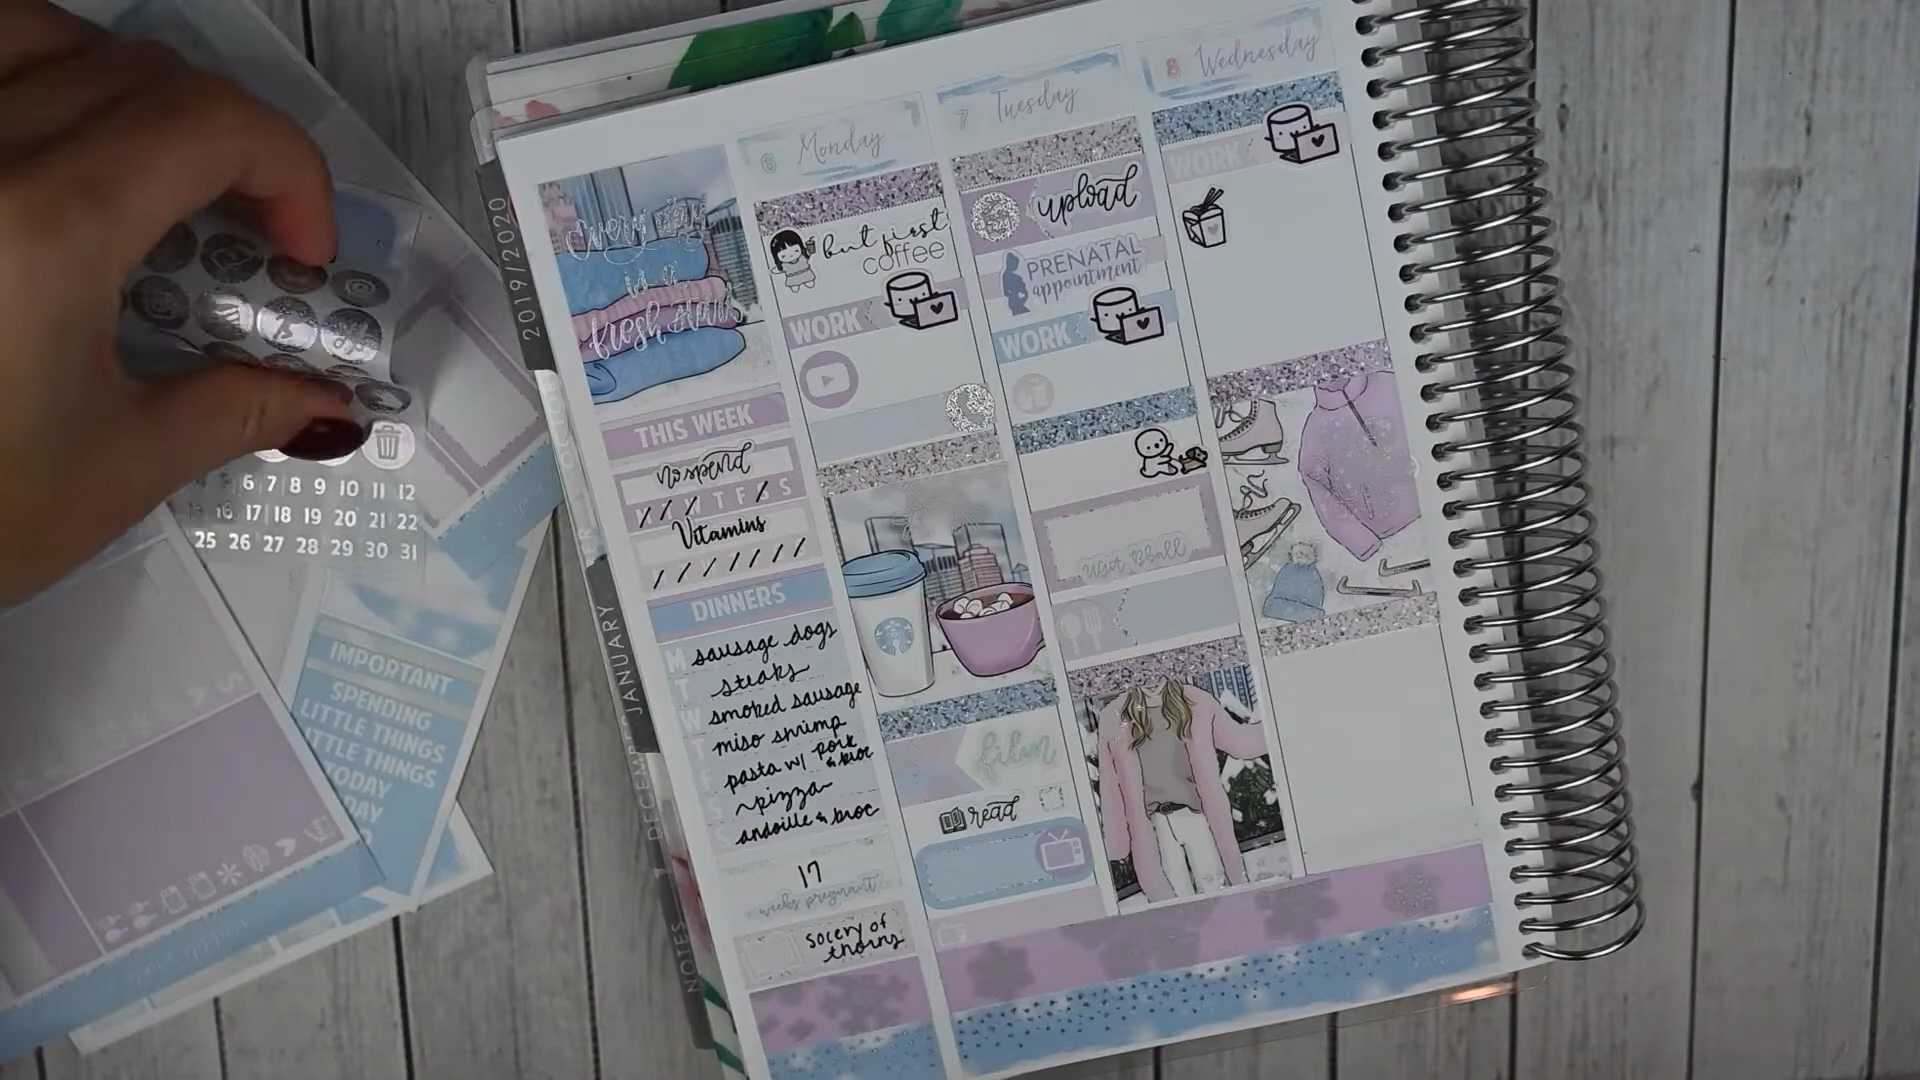 6 Monday
7 Tuesday
8 Wednesday
every day
is a
fresh start
THIS WEEK
no spend
T F S
Vitamins
DINNERS
M sausage dogs
T steaks
W smoked sausage
T miso shrimp
pasta w/ pork
& broc
pizza
andoille & broc
17
weeks pregnant
socery of
thorns
but first
coffee
WORK
film
read
upload
PRENATAL
appointment
WORK
WORK
2019/2020
DECEMBER
JANUARY
NOTES
6 7 8 9 10 11 12
16 17 18 19 20 21 22
25 26 27 28 29 30 31
IMPORTANT
SPENDING
LITTLE THINGS
LITTLE THINGS
TODAY